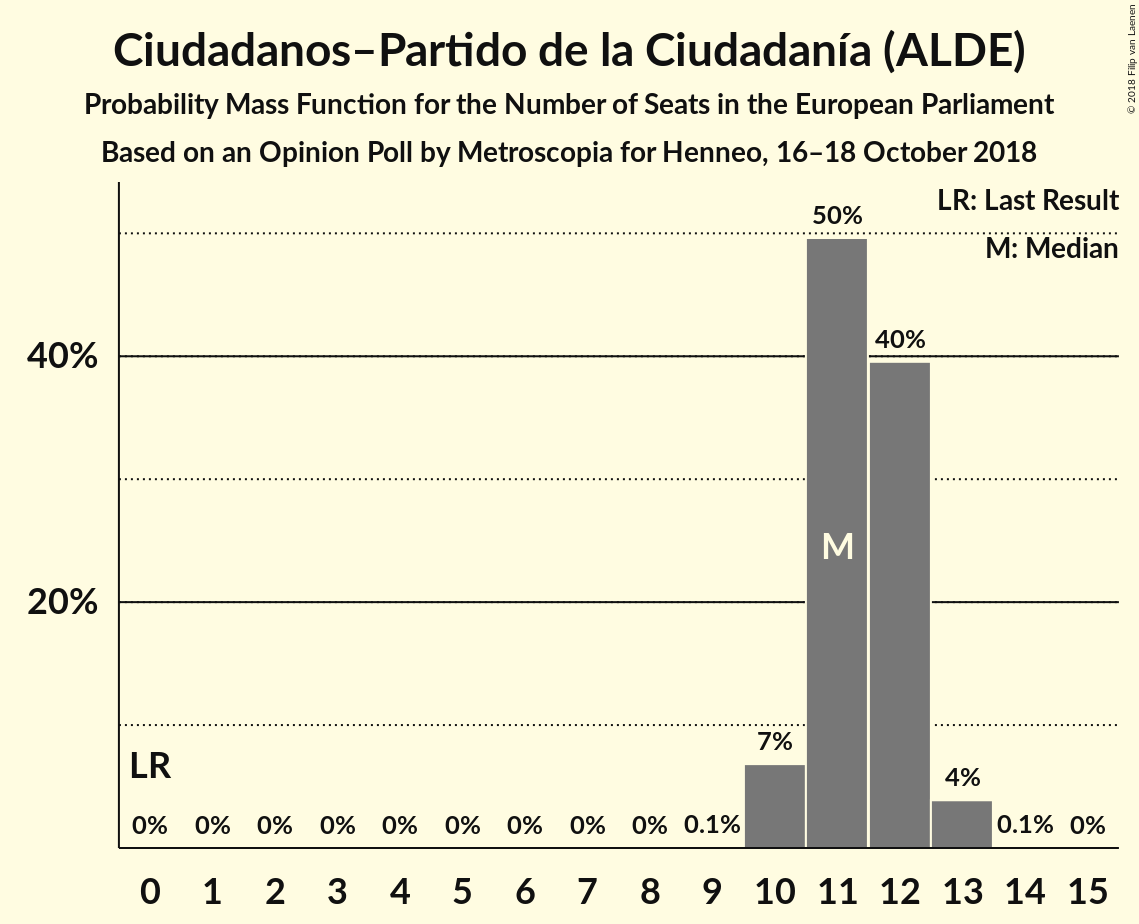 Ciudadanos–Partido de la Ciudadanía (ALDE)
Probability Mass Function for the Number of Seats in the European Parliament
Based on an Opinion Poll by Metroscopia for Henneo, 16–18 October 2018
© 2018 Filip van Laenen
LR: Last Result
M: Median
50%
40%
40%
20%
M
7%
4%
LR
0% 0% 0% 0% 0% 0% 0% 0% 0% 0.1% 0.1% 0%
0 1 2 3 4 5 6 7 8 9 10 11 12 13 14 15